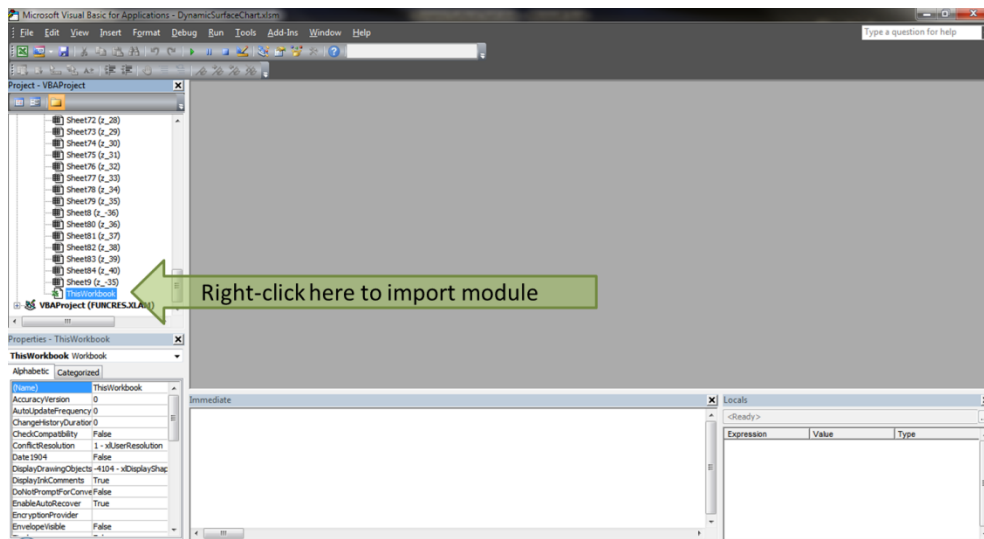 Microsoft Visual Basic for Applications - DynamicSurfaceChart.xlsm
File Edit View Insert Format Debug Run Tools Add-Ins Window Help
Type a question for help
Project - VBAProject
Sheet72 (z_28)
Sheet73 (z_29)
Sheet74 (z_30)
Sheet75 (z_31)
Sheet76 (z_32)
Sheet77 (z_33)
Sheet78 (z_34)
Sheet79 (z_35)
Sheet8 (z_-36)
Sheet80 (z_36)
Sheet81 (z_37)
Sheet82 (z_38)
Sheet83 (z_39)
Sheet84 (z_40)
Sheet9 (z_-35)
ThisWorkbook
Right-click here to import module
VBAProject (FUNCRES.XLAM)
Properties - ThisWorkbook
ThisWorkbook Workbook
Alphabetic Categorized
(Name) ThisWorkbook
AccuracyVersion 0
AutoUpdateFrequency 0
ChangeHistoryDuration 0
CheckCompatibility False
ConflictResolution 1 - xlUserResolution
Date1904 False
DisplayDrawingObjects -4104 - xlDisplayShap
DisplayInkComments True
DoNotPromptForConve False
EnableAutoRecover True
EncryptionProvider
EnvelopeVisible False
Immediate
Locals
<Ready>
Expression Value Type